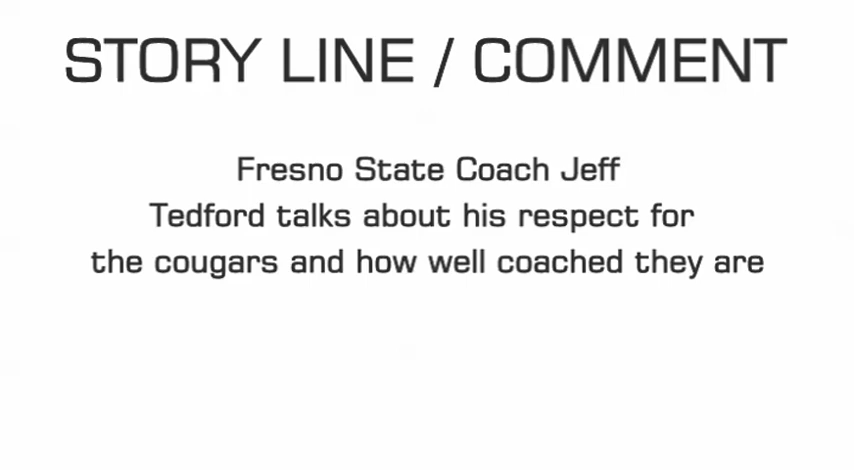 STORY LINE / COMMENT
Fresno State Coach Jeff
Tedford talks about his respect for
the cougars and how well coached they are